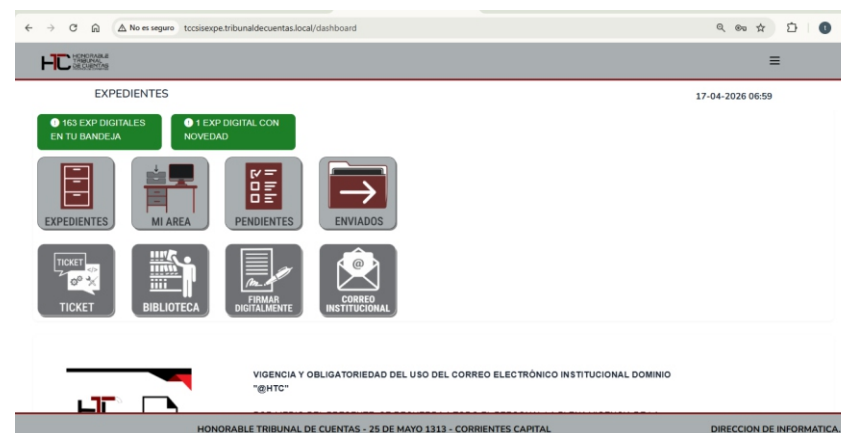 No es seguro tccsisexpe.tribunaldecuentas.local/dashboard
HTC HONORABLE
TRIBUNAL
DE CUENTAS
EXPEDIENTES
17-04-2026 06:59
163 EXP DIGITALES
EN TU BANDEJA
1 EXP DIGITAL CON
NOVEDAD
EXPEDIENTES
MI AREA
PENDIENTES
ENVIADOS
TICKET
TICKET
BIBLIOTECA
FIRMAR
DIGITALMENTE
@
CORREO
INSTITUCIONAL
VIGENCIA Y OBLIGATORIEDAD DEL USO DEL CORREO ELECTRÓNICO INSTITUCIONAL DOMINIO
"@HTC"
HONORABLE TRIBUNAL DE CUENTAS - 25 DE MAYO 1313 - CORRIENTES CAPITAL
DIRECCION DE INFORMATICA.